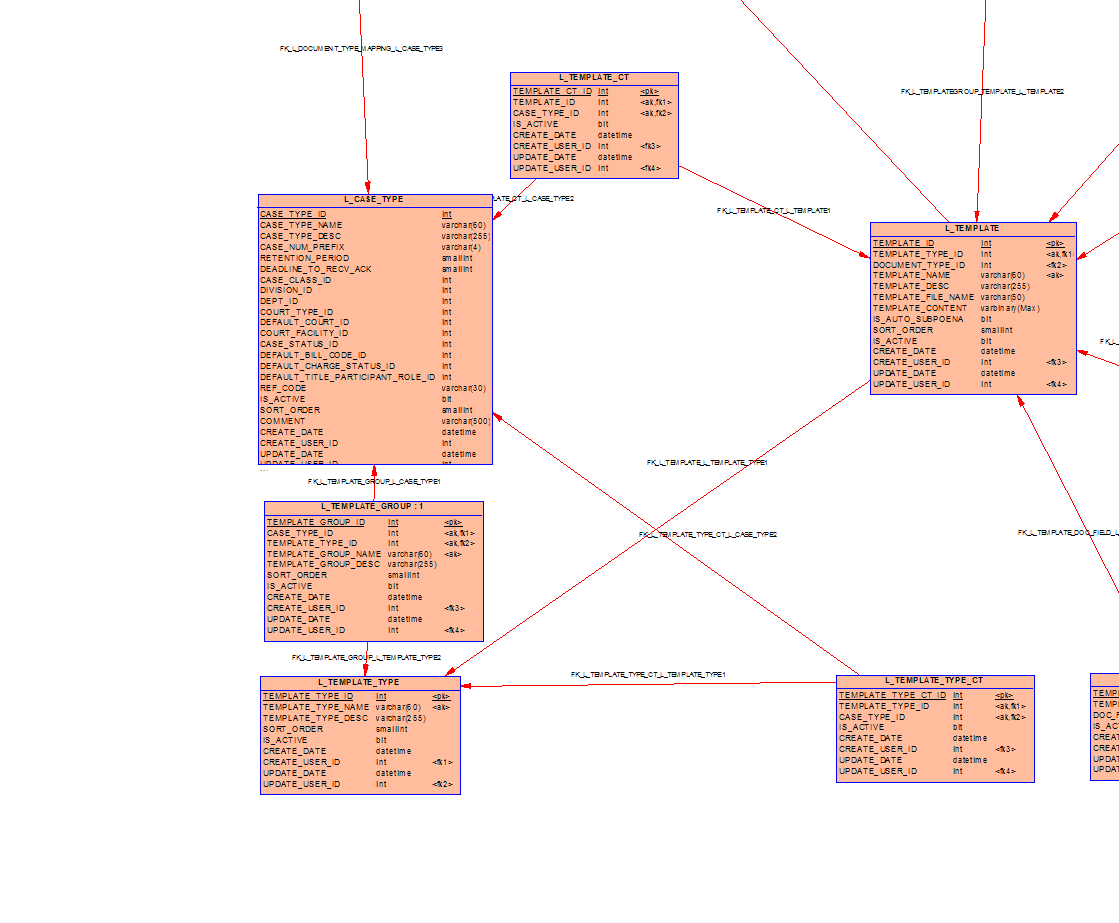 FK_L_DOCUMENT_TYPE_MAPPING_L_CASE_TYPE3
L_TEMPLATE_CT
TEMPLATE_CT_ID int <pk>
TEMPLATE_ID int <ak,fk1>
CASE_TYPE_ID int <ak,fk2>
IS_ACTIVE bit
CREATE_DATE datetime
CREATE_USER_ID int <fk3>
UPDATE_DATE datetime
UPDATE_USER_ID int <fk4>
FK_L_TEMPLATEGROUP_TEMPLATE_L_TEMPLATE2
LATE_CT_L_CASE_TYPE2
FK_L_TEMPLATE_CT_L_TEMPLATE1
L_CASE_TYPE
CASE_TYPE_ID int
CASE_TYPE_NAME varchar(60)
CASE_TYPE_DESC varchar(255)
CASE_NUM_PREFIX varchar(4)
RETENTION_PERIOD smallint
DEADLINE_TO_RECV_ACK smallint
CASE_CLASS_ID int
DIVISION_ID int
DEPT_ID int
COURT_TYPE_ID int
DEFAULT_COURT_ID int
COURT_FACILITY_ID int
CASE_STATUS_ID int
DEFAULT_BILL_CODE_ID int
DEFAULT_CHARGE_STATUS_ID int
DEFAULT_TITLE_PARTICIPANT_ROLE_ID int
REF_CODE varchar(30)
IS_ACTIVE bit
SORT_ORDER smallint
COMMENT varchar(500)
CREATE_DATE datetime
CREATE_USER_ID int
UPDATE_DATE datetime
UPDATE_USER_ID int
...
L_TEMPLATE
TEMPLATE_ID int <pk>
TEMPLATE_TYPE_ID int <ak,fk1
DOCUMENT_TYPE_ID int <fk2>
TEMPLATE_NAME varchar(60) <ak>
TEMPLATE_DESC varchar(255)
TEMPLATE_FILE_NAME varchar(50)
TEMPLATE_CONTENT varbinary(Max)
IS_AUTO_SUBPOENA bit
SORT_ORDER smallint
IS_ACTIVE bit
CREATE_DATE datetime
CREATE_USER_ID int <fk3>
UPDATE_DATE datetime
UPDATE_USER_ID int <fk4>
FK_L_
FK_L_TEMPLATE_L_TEMPLATE_TYPE1
FK_L_TEMPLATE_GROUP_L_CASE_TYPE1
L_TEMPLATE_GROUP : 1
TEMPLATE_GROUP_ID int <pk>
CASE_TYPE_ID int <ak,fk1>
TEMPLATE_TYPE_ID int <ak,fk2>
TEMPLATE_GROUP_NAME varchar(60) <ak>
TEMPLATE_GROUP_DESC varchar(255)
SORT_ORDER smallint
IS_ACTIVE bit
CREATE_DATE datetime
CREATE_USER_ID int <fk3>
UPDATE_DATE datetime
UPDATE_USER_ID int <fk4>
FK_L_TEMPLATE_TYPE_CT_L_CASE_TYPE2
FK_L_TEMPLATE_DOC_FIELD_L
FK_L_TEMPLATE_GROUP_L_TEMPLATE_TYPE2
FK_L_TEMPLATE_TYPE_CT_L_TEMPLATE_TYPE1
L_TEMPLATE_TYPE
TEMPLATE_TYPE_ID int <pk>
TEMPLATE_TYPE_NAME varchar(60) <ak>
TEMPLATE_TYPE_DESC varchar(255)
SORT_ORDER smallint
IS_ACTIVE bit
CREATE_DATE datetime
CREATE_USER_ID int <fk1>
UPDATE_DATE datetime
UPDATE_USER_ID int <fk2>
L_TEMPLATE_TYPE_CT
TEMPLATE_TYPE_CT_ID int <pk>
TEMPLATE_TYPE_ID int <ak,fk1>
CASE_TYPE_ID int <ak,fk2>
IS_ACTIVE bit
CREATE_DATE datetime
CREATE_USER_ID int <fk3>
UPDATE_DATE datetime
UPDATE_USER_ID int <fk4>
TEMPL
TEMPL
DOC_F
IS_AC
CREAT
CREAT
UPDAT
UPDAT